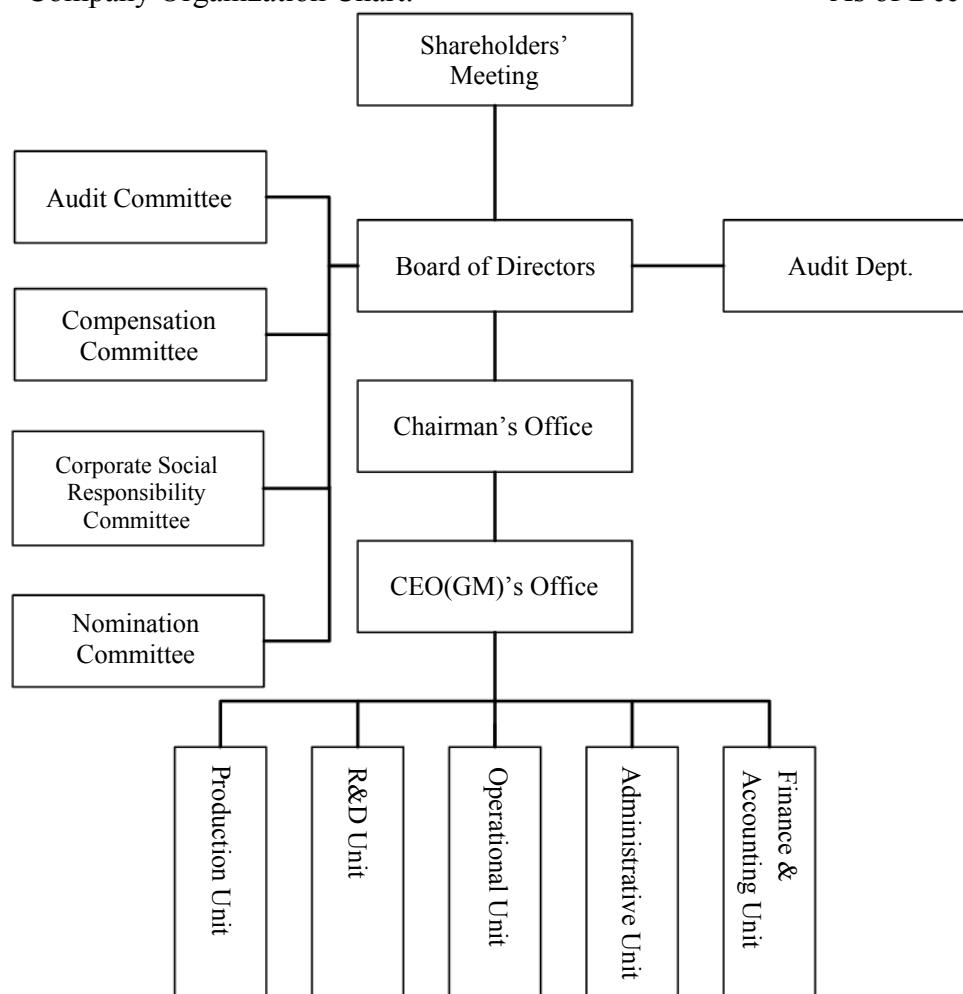 Shareholders’
Meeting
Audit Committee
Board of Directors
Audit Dept.
Compensation
Committee
Chairman’s Office
Corporate Social
Responsibility
Committee
CEO(GM)’s Office
Nomination
Committee
Production Unit
R&D Unit
Operational Unit
Administrative Unit
Finance &
Accounting Unit